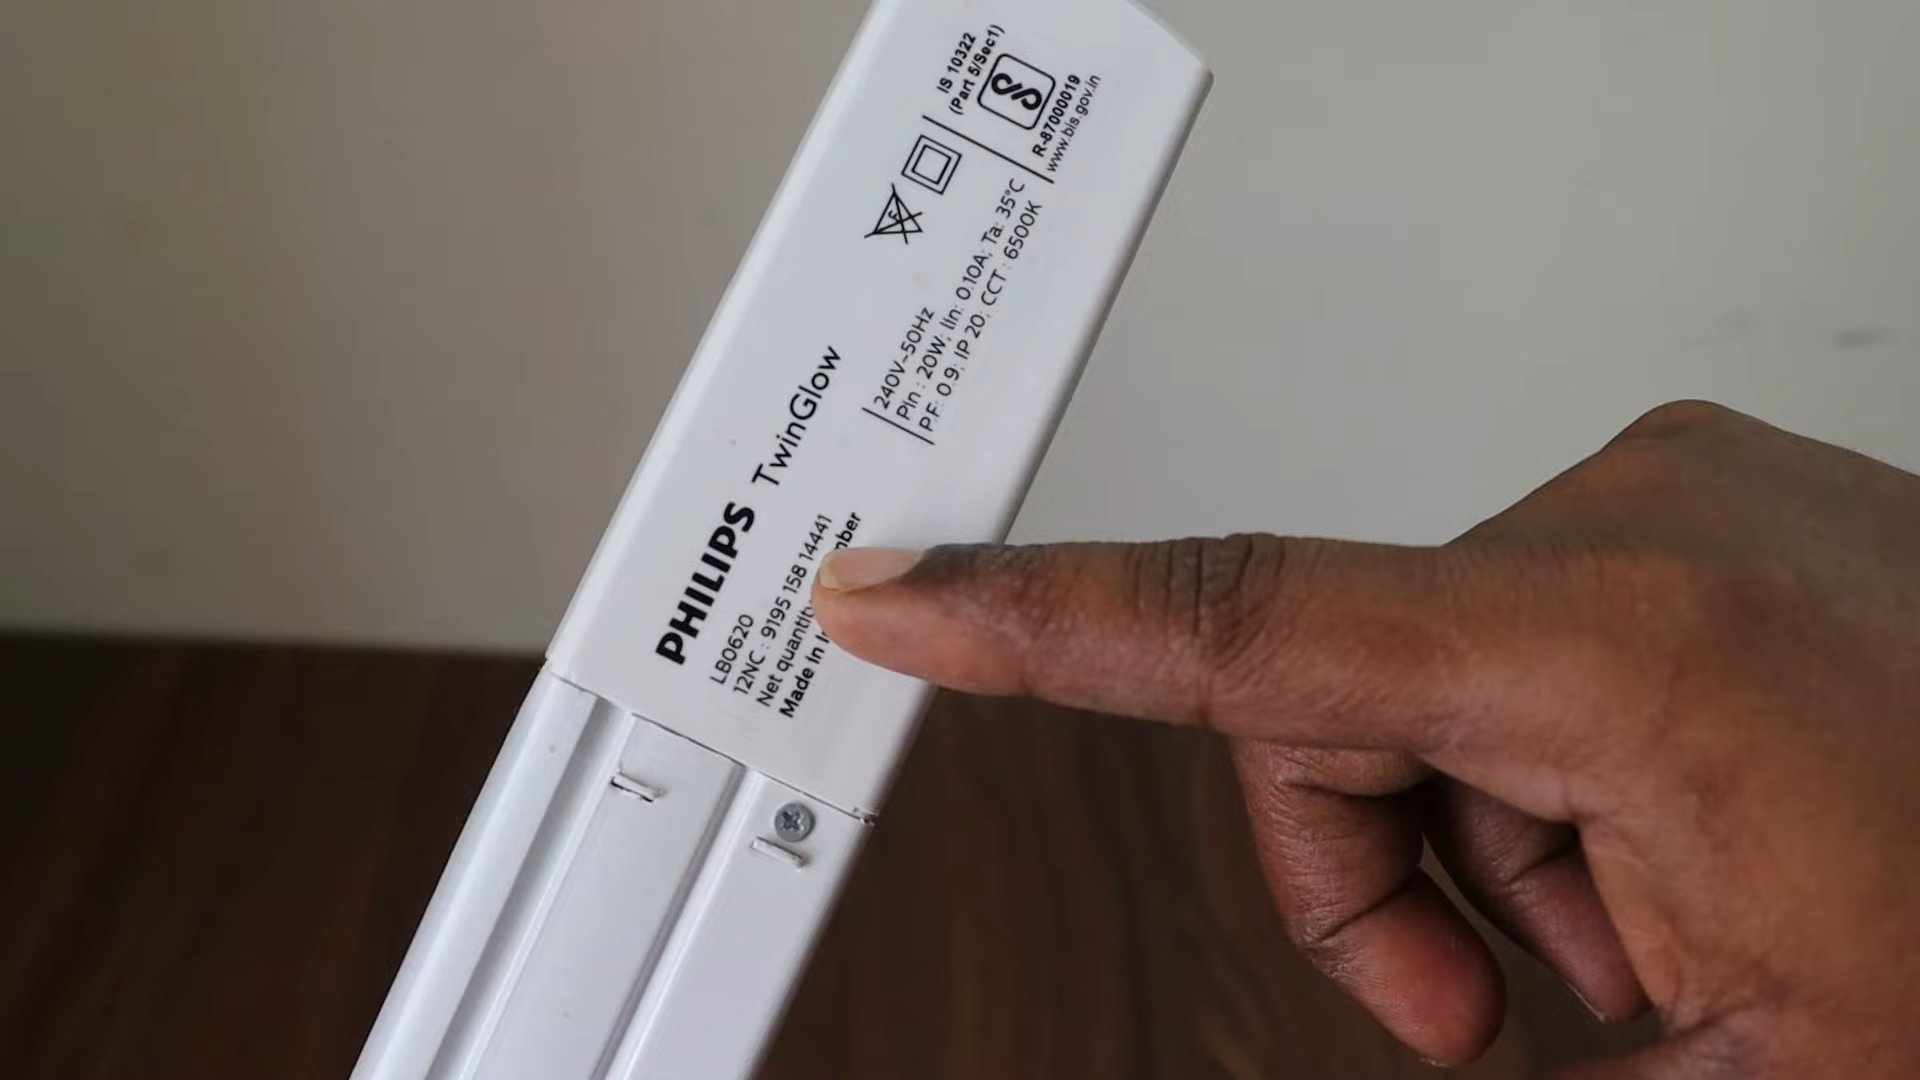 PHILIPS TwinGlow
LB0620
12NC : 9195 158 14441
Net quantity
Made in
240V~50Hz
Pin : 20W; Iin: 0.10A; Ta: 35°C
P.F: 0.9; IP 20; CCT : 6500K
IS 10322
(Part 5/Sec1)
R-87000019
www.bis.gov.in